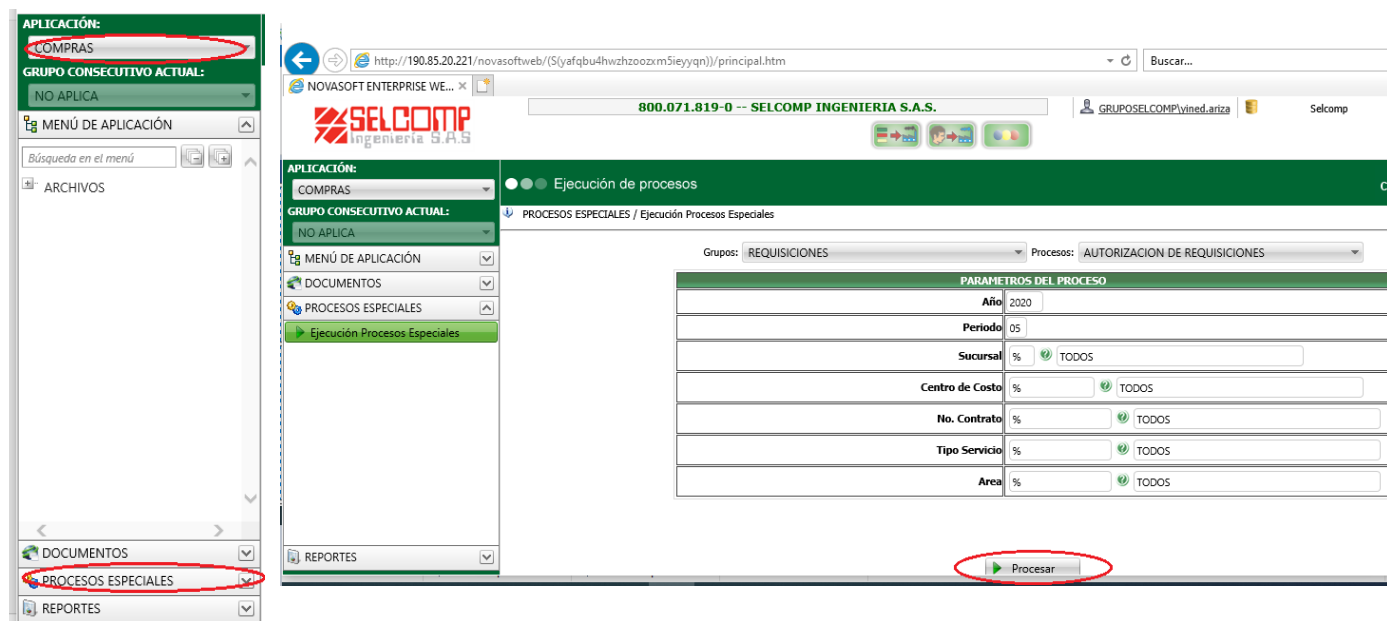 APLICACIÓN:
COMPRAS
GRUPO CONSECUTIVO ACTUAL:
NO APLICA
MENÚ DE APLICACIÓN
Búsqueda en el menú
ARCHIVOS
DOCUMENTOS
PROCESOS ESPECIALES
REPORTES
http://190.85.20.221/novasoftweb/(S(yafqbu4hwzhzoozxm5ieyyqn))/principal.htm
Buscar...
NOVASOFT ENTERPRISE WE...
SELCOMP
Ingeniería S.A.S
800.071.819-0 -- SELCOMP INGENIERIA S.A.S.
GRUPOSELCOMP\yined.ariza
Selcomp
APLICACIÓN:
COMPRAS
GRUPO CONSECUTIVO ACTUAL:
NO APLICA
MENÚ DE APLICACIÓN
DOCUMENTOS
PROCESOS ESPECIALES
Ejecución Procesos Especiales
REPORTES
Ejecución de procesos
C
PROCESOS ESPECIALES / Ejecución Procesos Especiales
Grupos: REQUISICIONES Procesos: AUTORIZACION DE REQUISICIONES
PARAMETROS DEL PROCESO
Año 2020
Periodo 05
Sucursal % TODOS
Centro de Costo % TODOS
No. Contrato % TODOS
Tipo Servicio % TODOS
Area % TODOS
Procesar